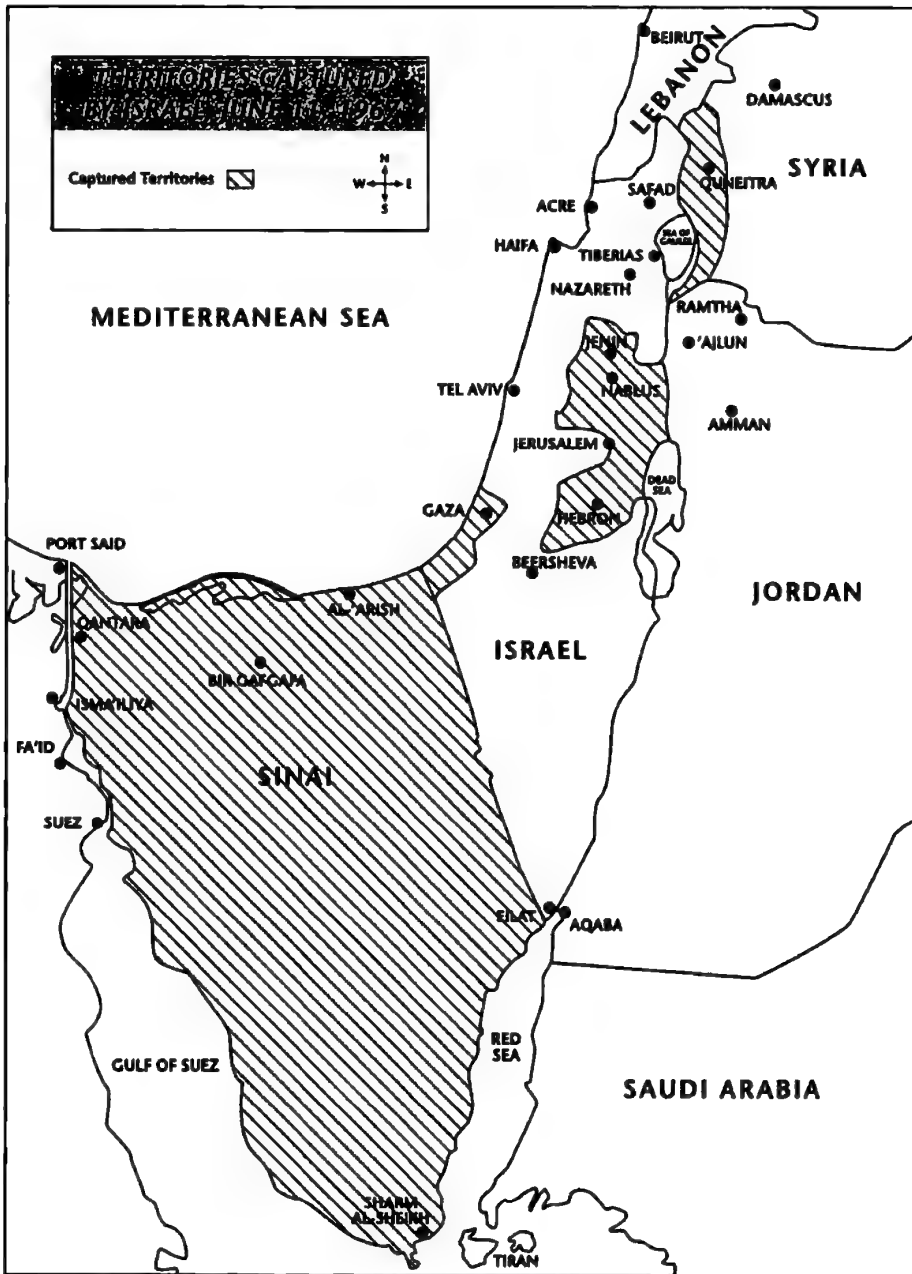 TERRITORIES CAPTURED
BY ISRAEL, JUNE 11, 1967
Captured Territories
N
W
E
S
BEIRUT
LEBANON
DAMASCUS
SYRIA
QUNEITRA
SAFAD
ACRE
SEA OF
GALILEE
HAIFA
TIBERIAS
NAZARETH
MEDITERRANEAN SEA
RAMTHA
'AJLUN
JENIN
NABLUS
TEL AVIV
AMMAN
JERUSALEM
DEAD
SEA
GAZA
HEBRON
PORT SAID
BEERSHEVA
AL-'ARISH
JORDAN
QANTARA
ISRAEL
BIR GAFGAFA
ISMA'ILIYA
FA'ID
SINAI
SUEZ
EILAT
AQABA
RED
SEA
GULF OF SUEZ
SAUDI ARABIA
SHARM
AL-SHEIKH
TIRAN